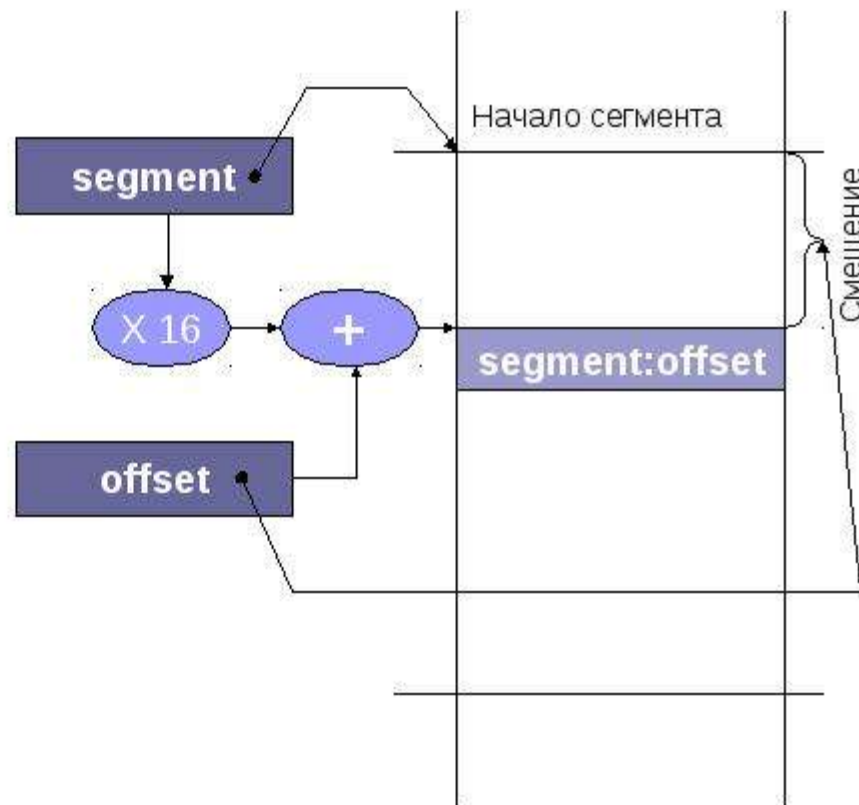 Начало сегмента
segment
Смещение
X 16
+
segment:offset
offset